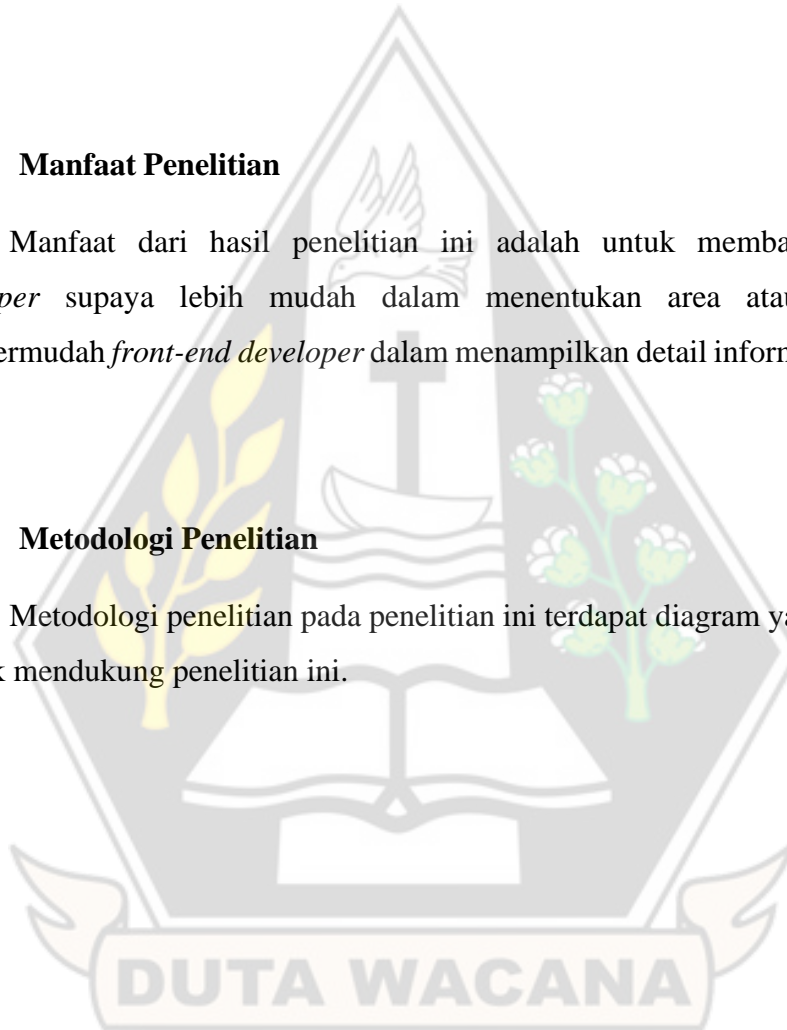 Manfaat Penelitian
Manfaat dari hasil penelitian ini adalah untuk memba
per supaya lebih mudah dalam menentukan area atau
ermudah front-end developer dalam menampilkan detail inform
Metodologi Penelitian
Metodologi penelitian pada penelitian ini terdapat diagram ya
k mendukung penelitian ini.
DUTA WACANA